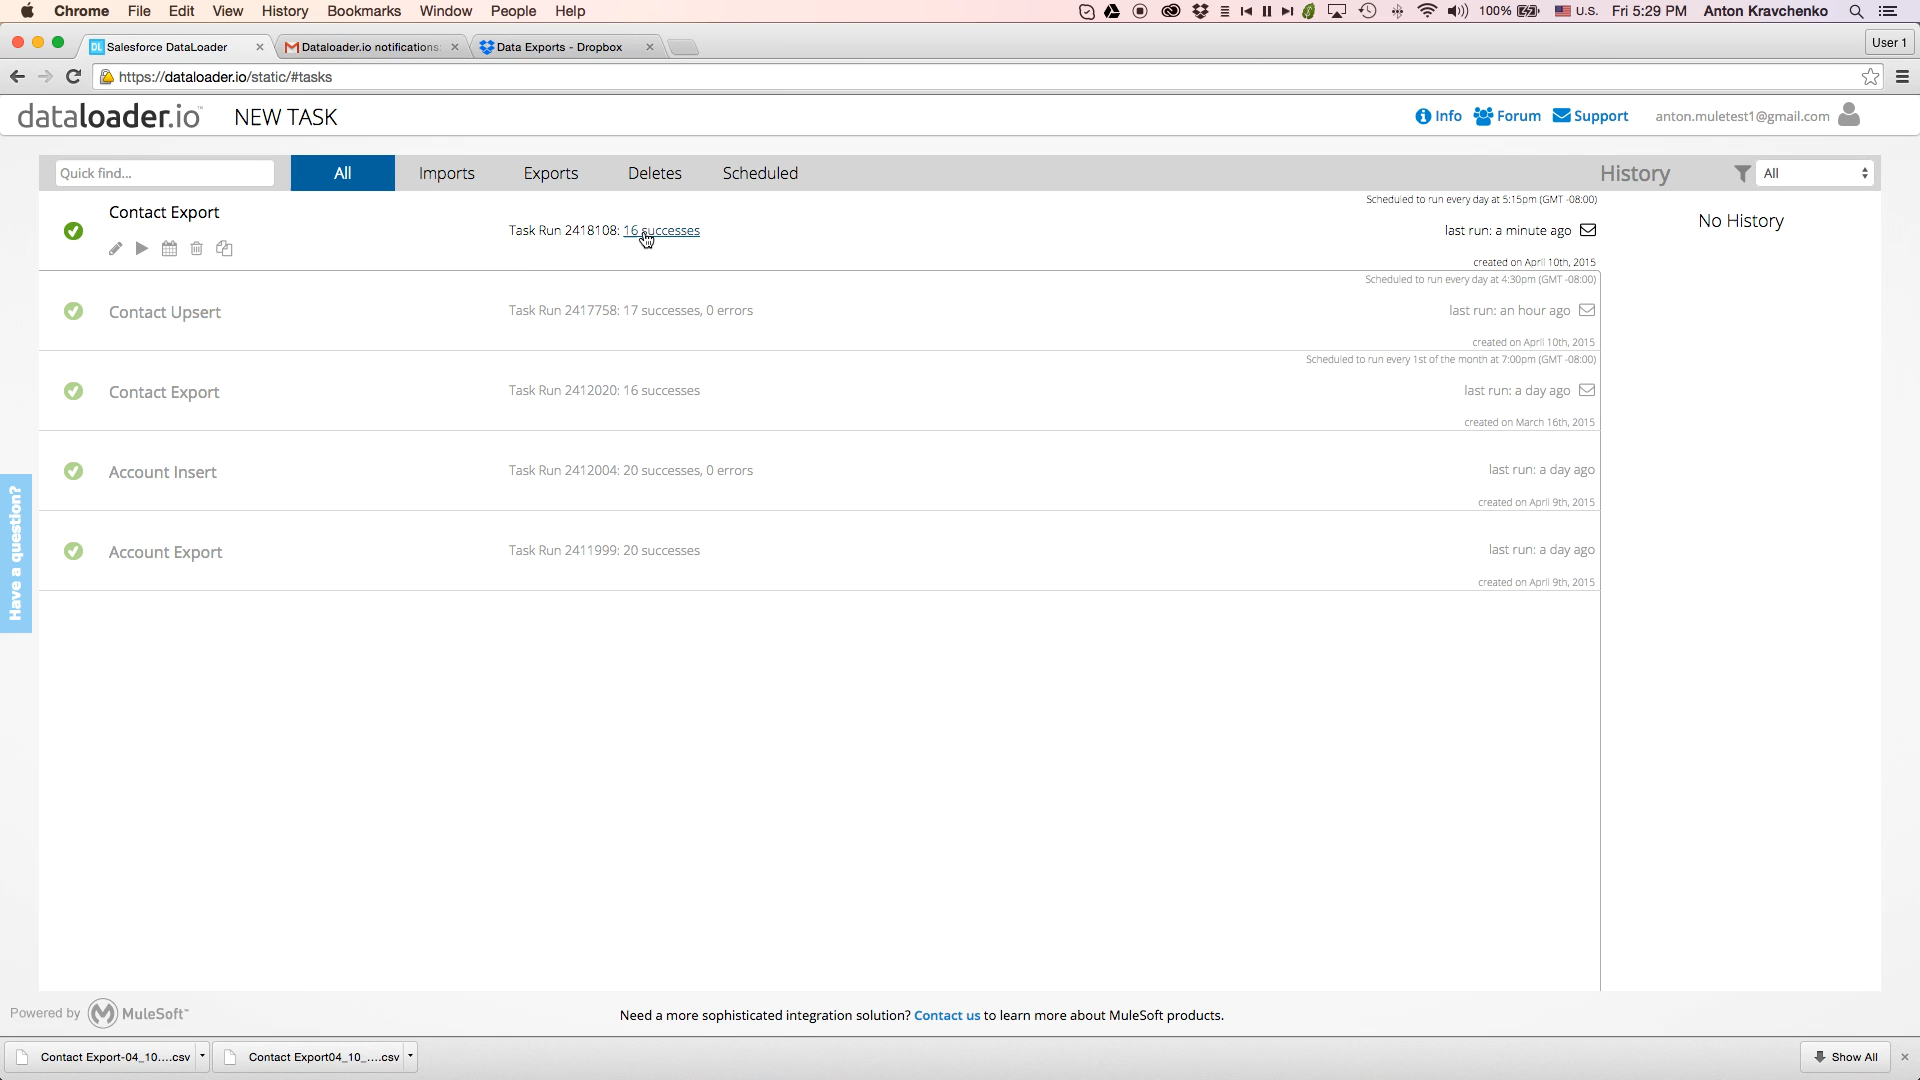 Chrome File Edit View History Bookmarks Window People Help 100% U.S. Fri 5:29 PM Anton Kravchenko
Salesforce DataLoader Dataloader.io notifications: Data Exports - Dropbox User 1
https://dataloader.io/static/#tasks
dataloader.io™ NEW TASK Info Forum Support anton.muletest1@gmail.com
Quick find... All Imports Exports Deletes Scheduled History All
Scheduled to run every day at 5:15pm (GMT -08:00)
Contact Export
Task Run 2418108: 16 successes last run: a minute ago
No History
created on April 10th, 2015
Scheduled to run every day at 4:30pm (GMT -08:00)
Contact Upsert Task Run 2417758: 17 successes, 0 errors last run: an hour ago
created on April 10th, 2015
Scheduled to run every 1st of the month at 7:00pm (GMT -08:00)
Contact Export Task Run 2412020: 16 successes last run: a day ago
created on March 16th, 2015
Account Insert Task Run 2412004: 20 successes, 0 errors last run: a day ago
created on April 9th, 2015
Account Export Task Run 2411999: 20 successes last run: a day ago
created on April 9th, 2015
Have a question?
Powered by MuleSoft™ Need a more sophisticated integration solution? Contact us to learn more about MuleSoft products.
Contact Export-04_10....csv Contact Export04_10_....csv Show All